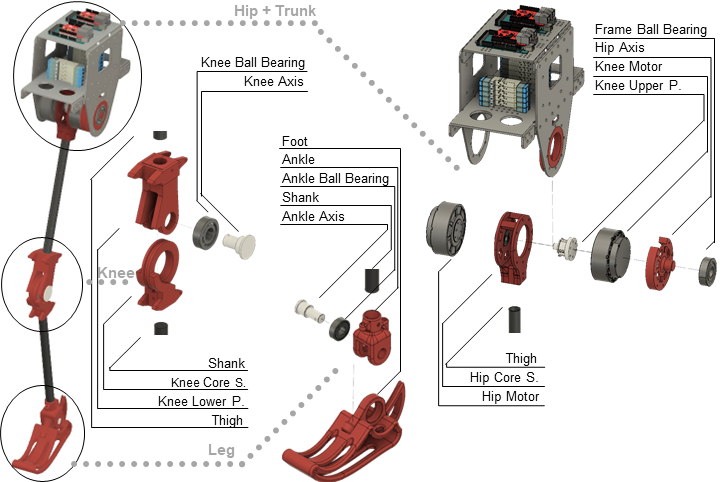 Hip + Trunk
Frame Ball Bearing
Hip Axis
Knee Motor
Knee Upper P.
Knee Ball Bearing
Knee Axis
Foot
Ankle
Ankle Ball Bearing
Shank
Ankle Axis
Knee
Shank
Knee Core S.
Knee Lower P.
Thigh
Thigh
Hip Core S.
Hip Motor
Leg